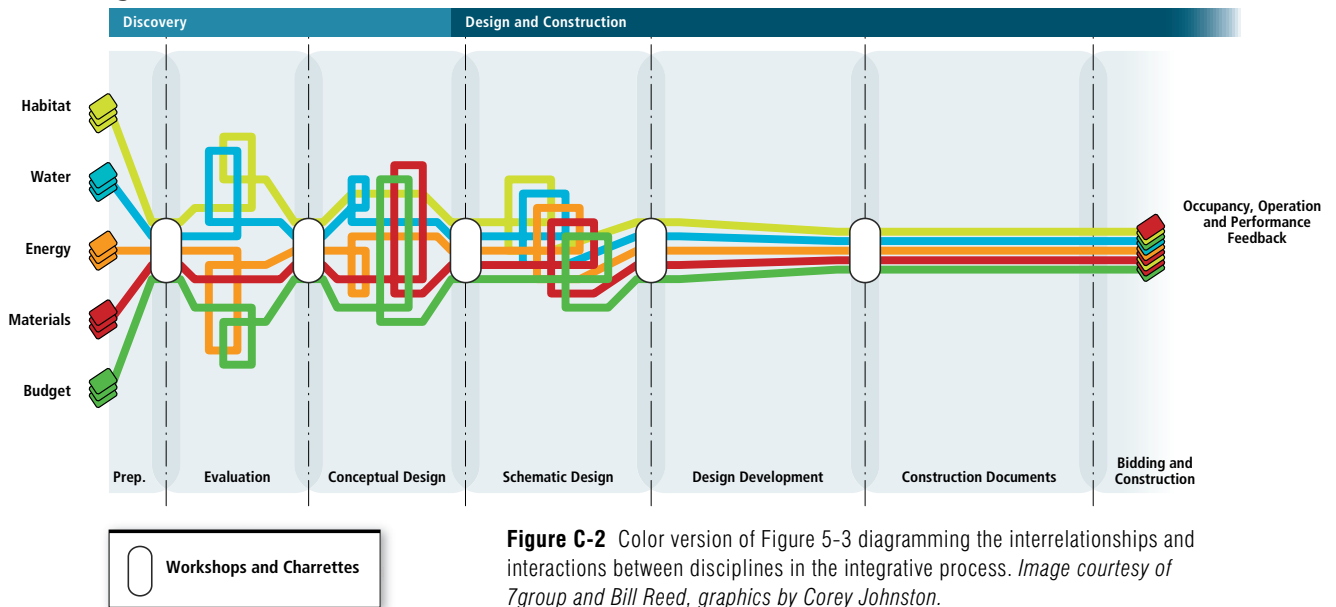 Discovery
Design and Construction
Habitat
Water
Energy
Materials
Budget
Occupancy, Operation
and Performance
Feedback
Prep.
Evaluation
Conceptual Design
Schematic Design
Design Development
Construction Documents
Bidding and
Construction
Workshops and Charrettes
Figure C-2 Color version of Figure 5-3 diagramming the interrelationships and
interactions between disciplines in the integrative process. Image courtesy of
7group and Bill Reed, graphics by Corey Johnston.